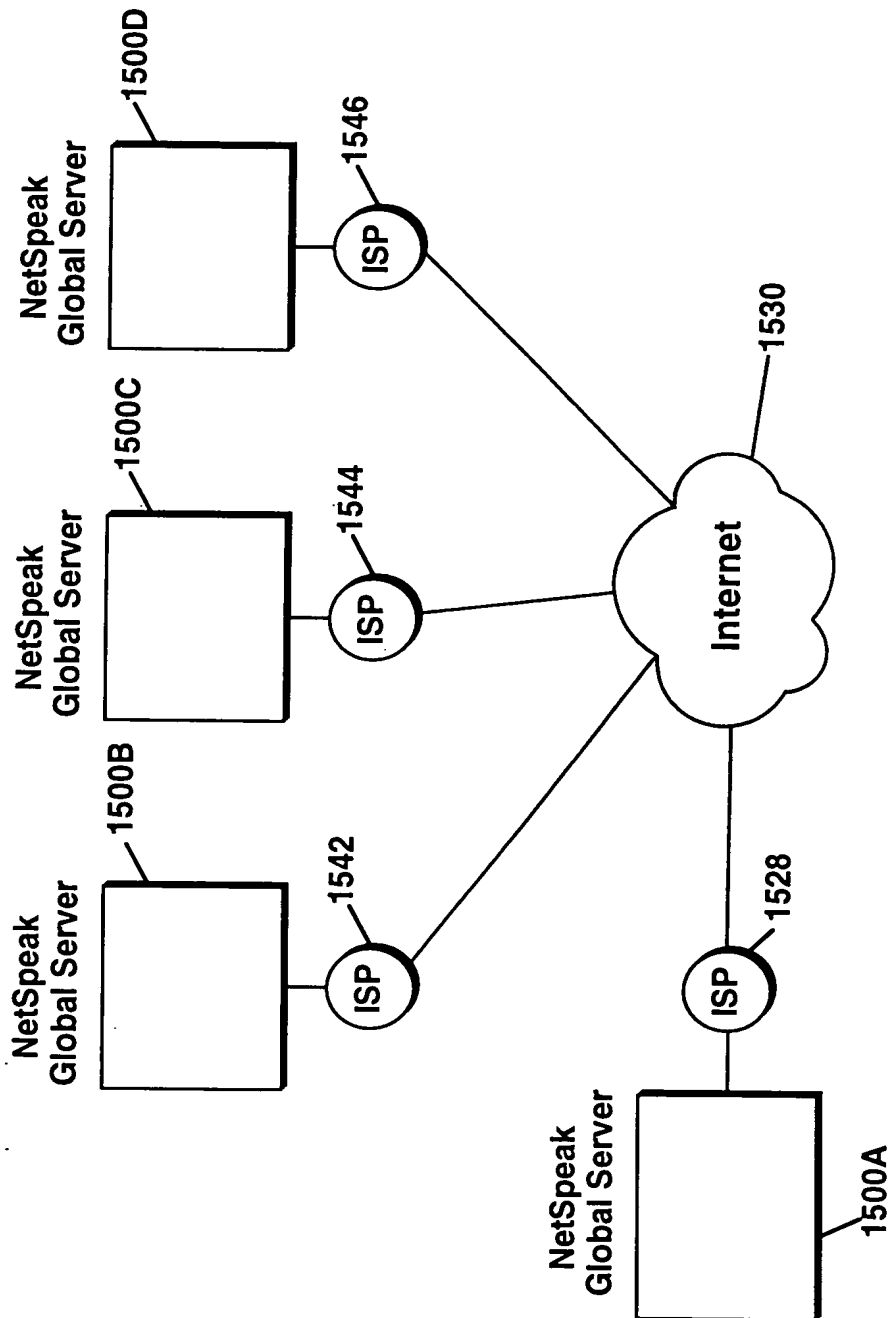 NetSpeak
Global Server
1500B
1542
ISP
NetSpeak
Global Server
1500C
1544
ISP
NetSpeak
Global Server
1500D
1546
ISP
NetSpeak
Global Server
1500A
ISP
1528
Internet
1530